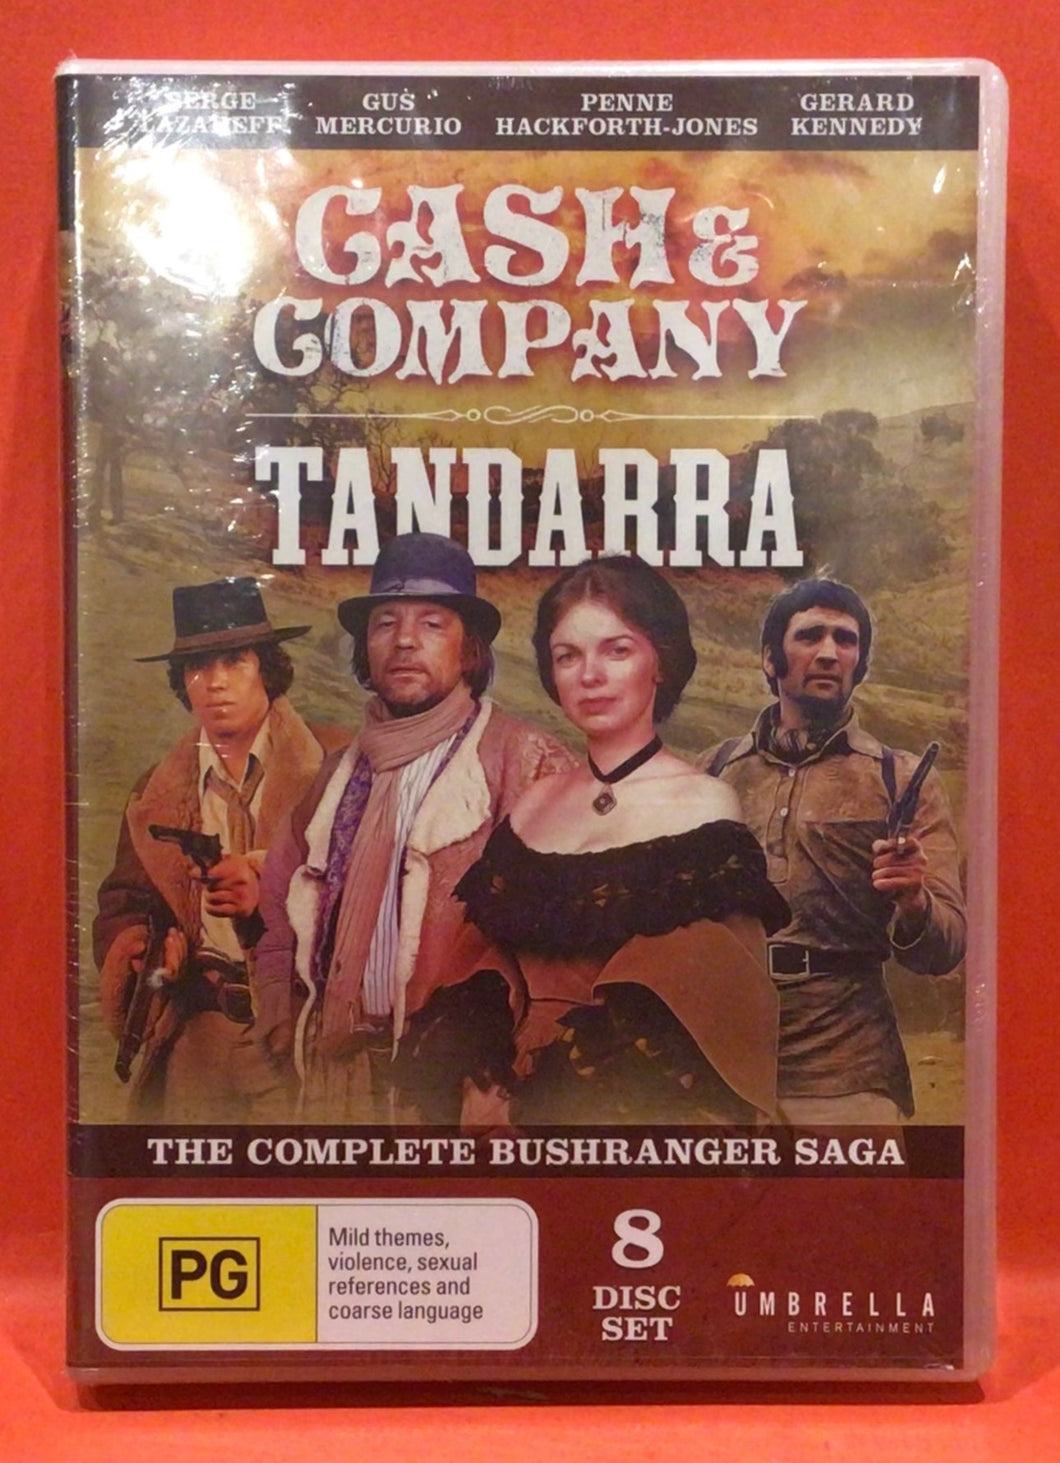 SERGE
LAZAREFF
GUS
MERCURIO
PENNE
HACKFORTH-JONES
GERARD
KENNEDY
CASH &
COMPANY
TANDARRA
THE COMPLETE BUSHRANGER SAGA
PG
Mild themes,
violence, sexual
references and
coarse language
8
DISC
SET
UMBRELLA
ENTERTAINMENT